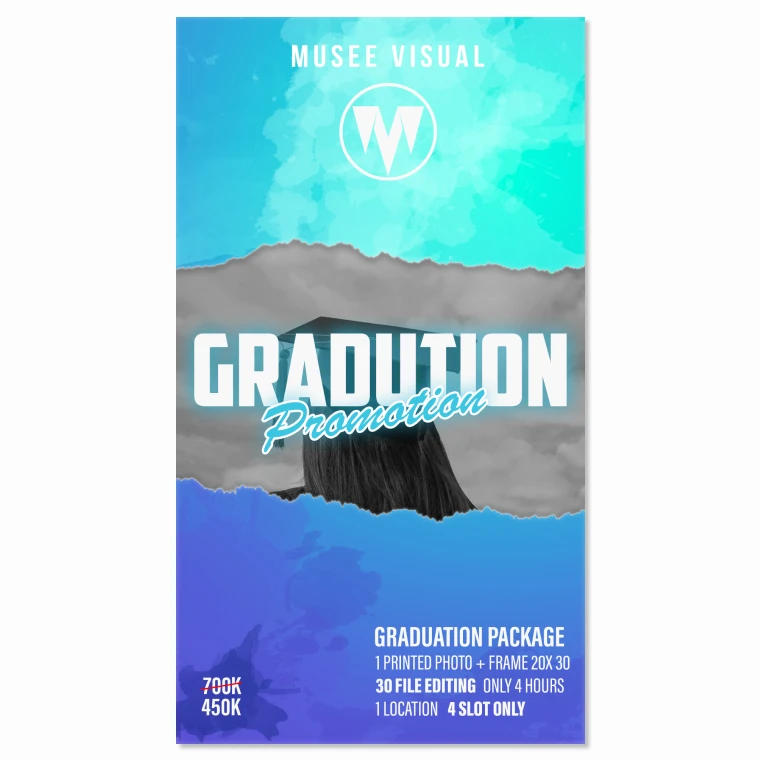 MUSEE VISUAL
GRADUTION
Promotion
GRADUATION PACKAGE
1 PRINTED PHOTO + FRAME 20X 30
30 FILE EDITING ONLY 4 HOURS
1 LOCATION 4 SLOT ONLY
700K
450K